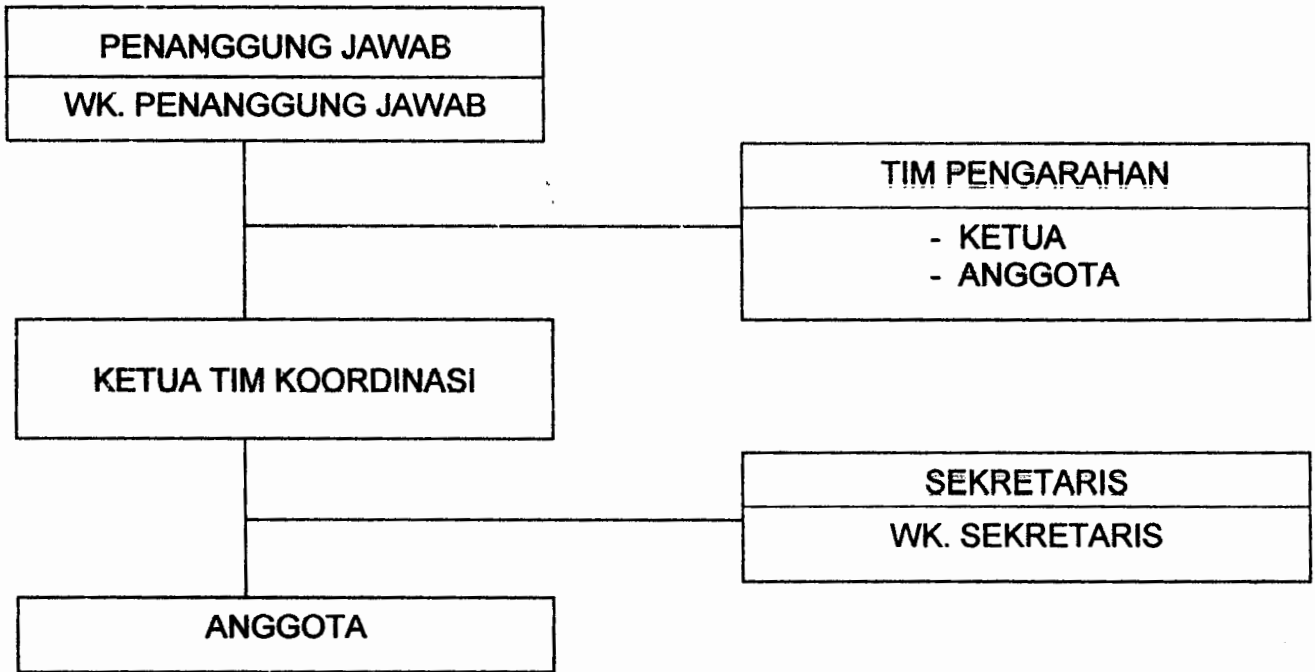 PENANGGUNG JAWAB
WK. PENANGGUNG JAWAB
TIM PENGARAHAN
- KETUA
- ANGGOTA
KETUA TIM KOORDINASI
SEKRETARIS
WK. SEKRETARIS
ANGGOTA